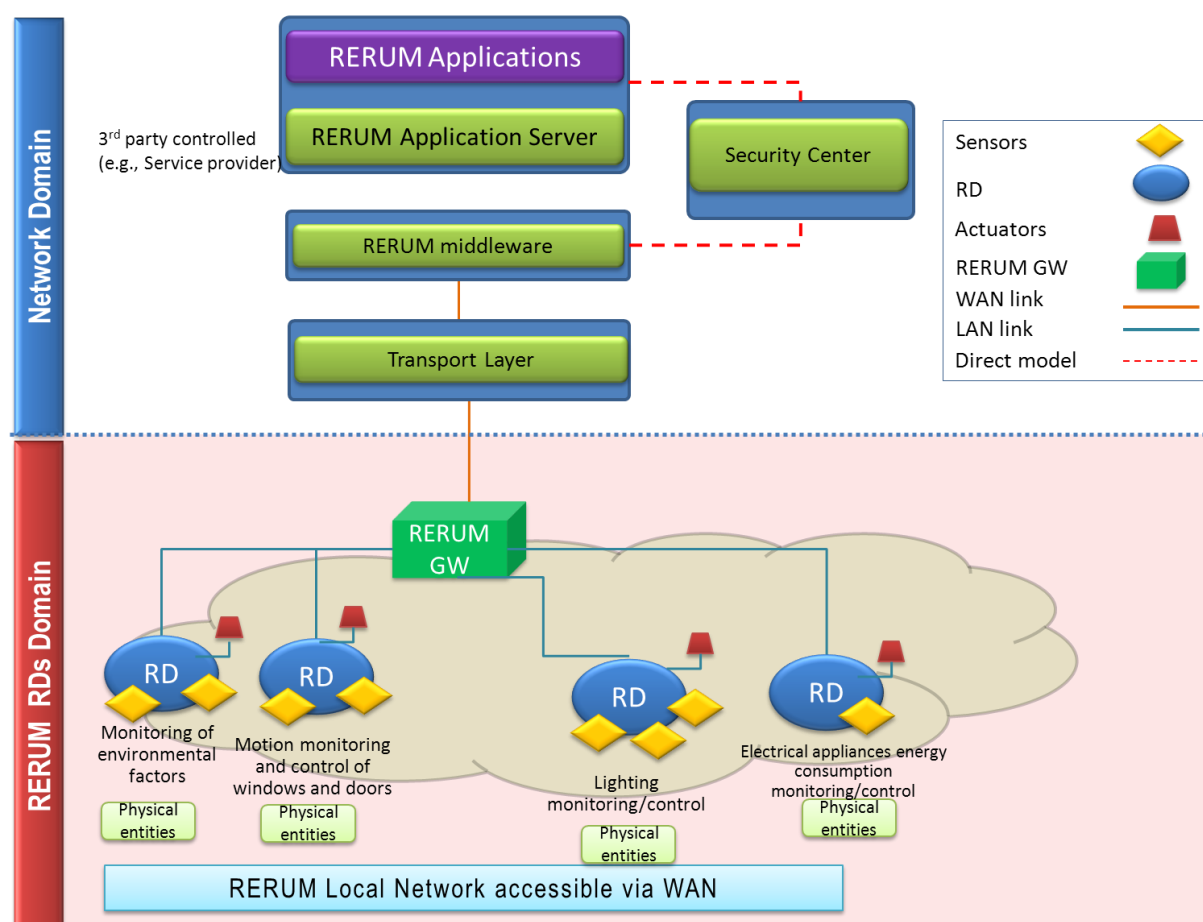 RERUM Applications
RERUM Application Server
3rd party controlled
(e.g., Service provider)
Security Center
RERUM middleware
Transport Layer
Network Domain
Sensors
RD
Actuators
RERUM GW
WAN link
LAN link
Direct model
RERUM RDs Domain
RERUM
GW
RD
RD
RD
RD
Monitoring of
environmental
factors
Physical
entities
Motion monitoring
and control of
windows and doors
Physical
entities
Lighting
monitoring/control
Physical
entities
Electrical appliances energy
consumption
monitoring/control
Physical
entities
RERUM Local Network accessible via WAN